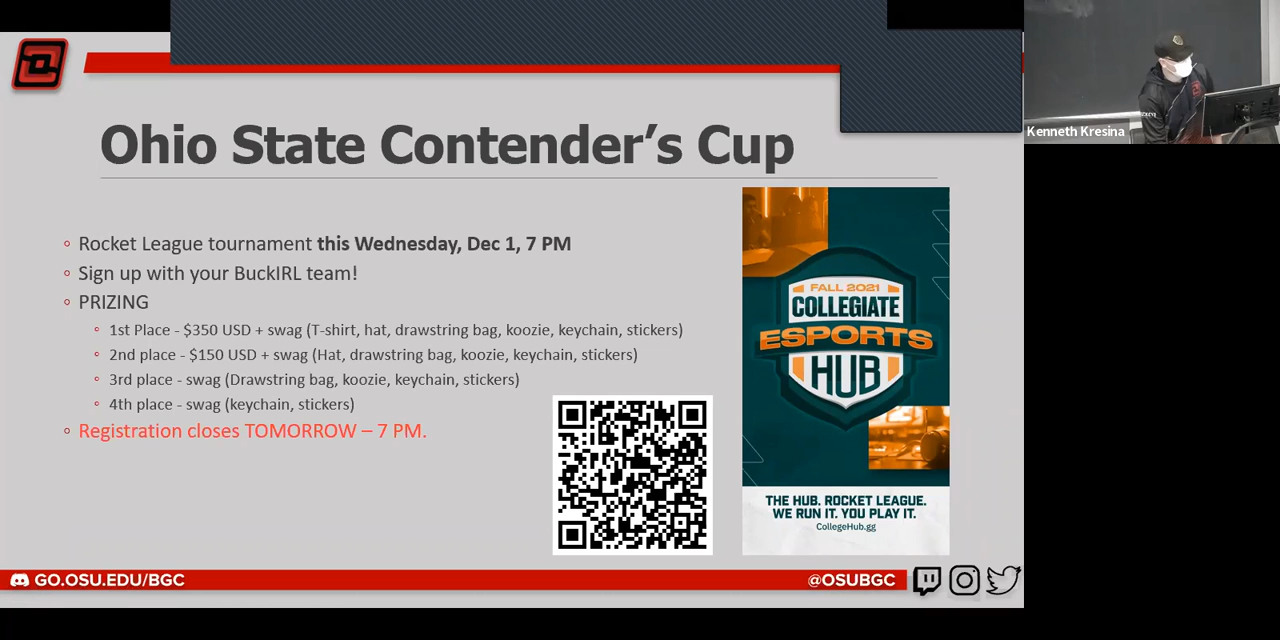 Ohio State Contender's Cup
Rocket League tournament this Wednesday, Dec 1, 7 PM
Sign up with your BuckIRL team!
PRIZING
1st Place - $350 USD + swag (T-shirt, hat, drawstring bag, koozie, keychain, stickers)
2nd place - $150 USD + swag (Hat, drawstring bag, koozie, keychain, stickers)
3rd place - swag (Drawstring bag, koozie, keychain, stickers)
4th place - swag (keychain, stickers)
Registration closes TOMORROW – 7 PM.
FALL 2021
COLLEGIATE
ESPORTS
HUB
THE HUB. ROCKET LEAGUE.
WE RUN IT. YOU PLAY IT.
CollegeHub.gg
GO.OSU.EDU/BGC
@OSUBGC
Kenneth Kresina